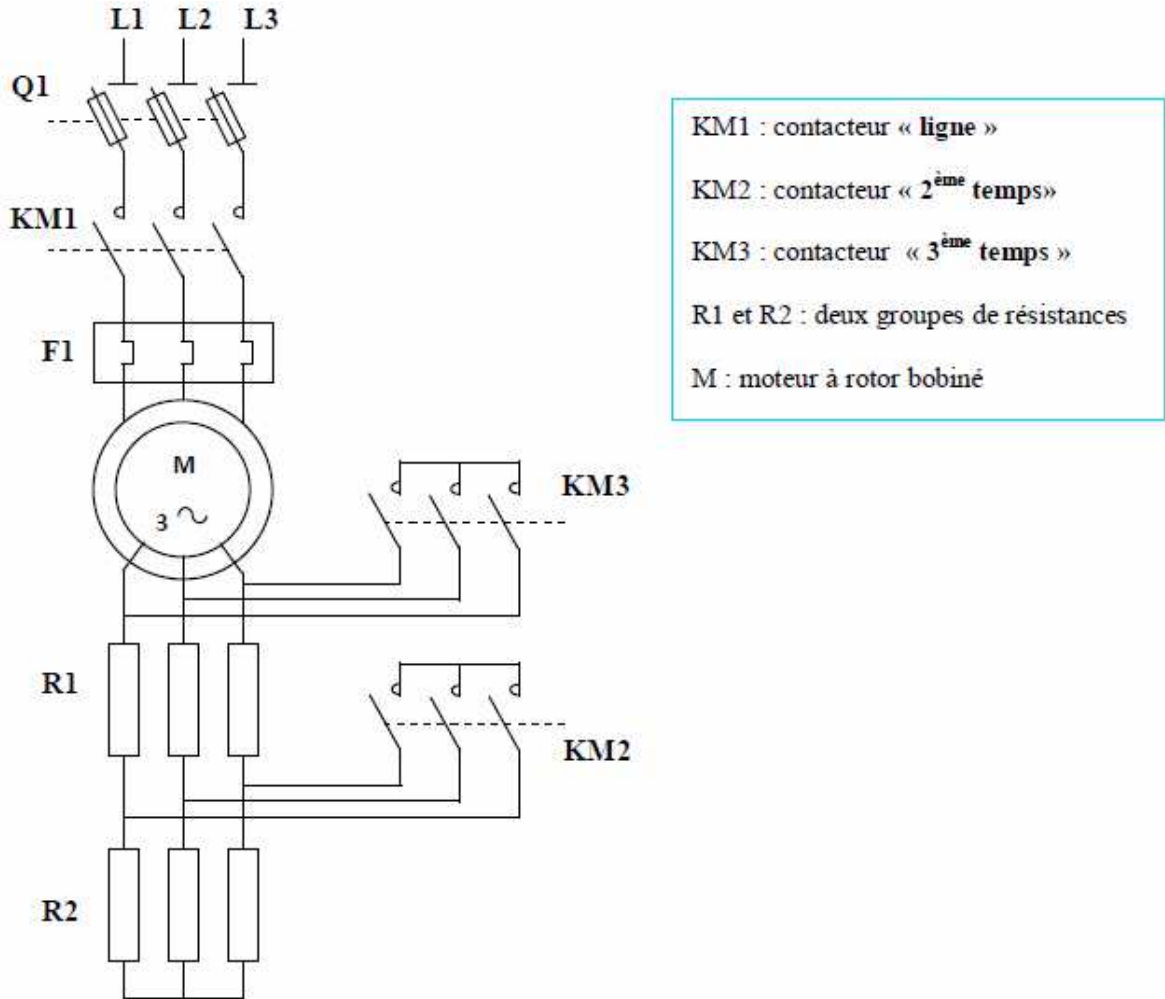 L1 L2 L3
Q1
KM1 : contacteur « ligne »
KM2 : contacteur « 2ème temps»
KM1
KM3 : contacteur « 3ème temps »
R1 et R2 : deux groupes de résistances
F1
M : moteur à rotor bobiné
M
3 ~
KM3
R1
KM2
R2